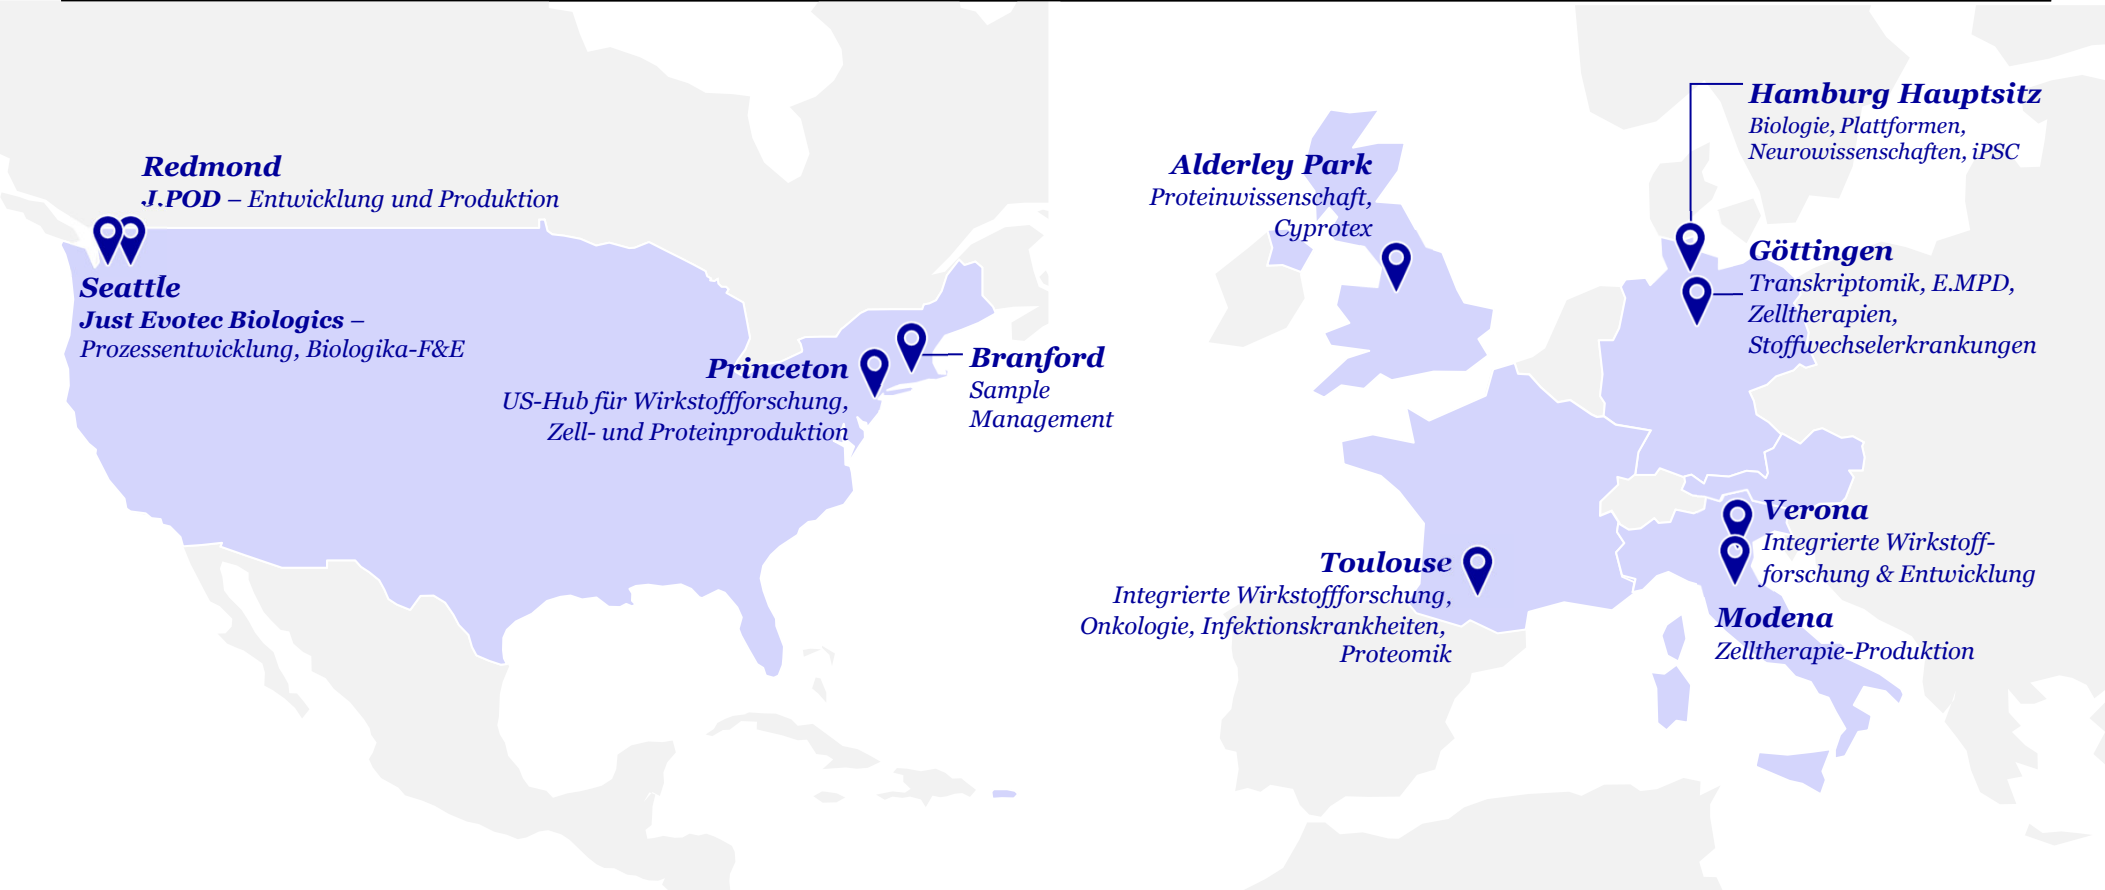 Redmond
J.POD – Entwicklung und Produktion
Seattle
Just Evotec Biologics –
Prozessentwicklung, Biologika-F&E
Princeton
US-Hub für Wirkstoffforschung,
Zell- und Proteinproduktion
Branford
Sample
Management
Alderley Park
Proteinwissenschaft,
Cyprotex
Hamburg Hauptsitz
Biologie, Plattformen,
Neurowissenschaften, iPSC
Göttingen
Transkriptomik, E.MPD,
Zelltherapien,
Stoffwechselerkrankungen
Toulouse
Integrierte Wirkstoffforschung,
Onkologie, Infektionskrankheiten,
Proteomik
Verona
Integrierte Wirkstoff-
forschung & Entwicklung
Modena
Zelltherapie-Produktion